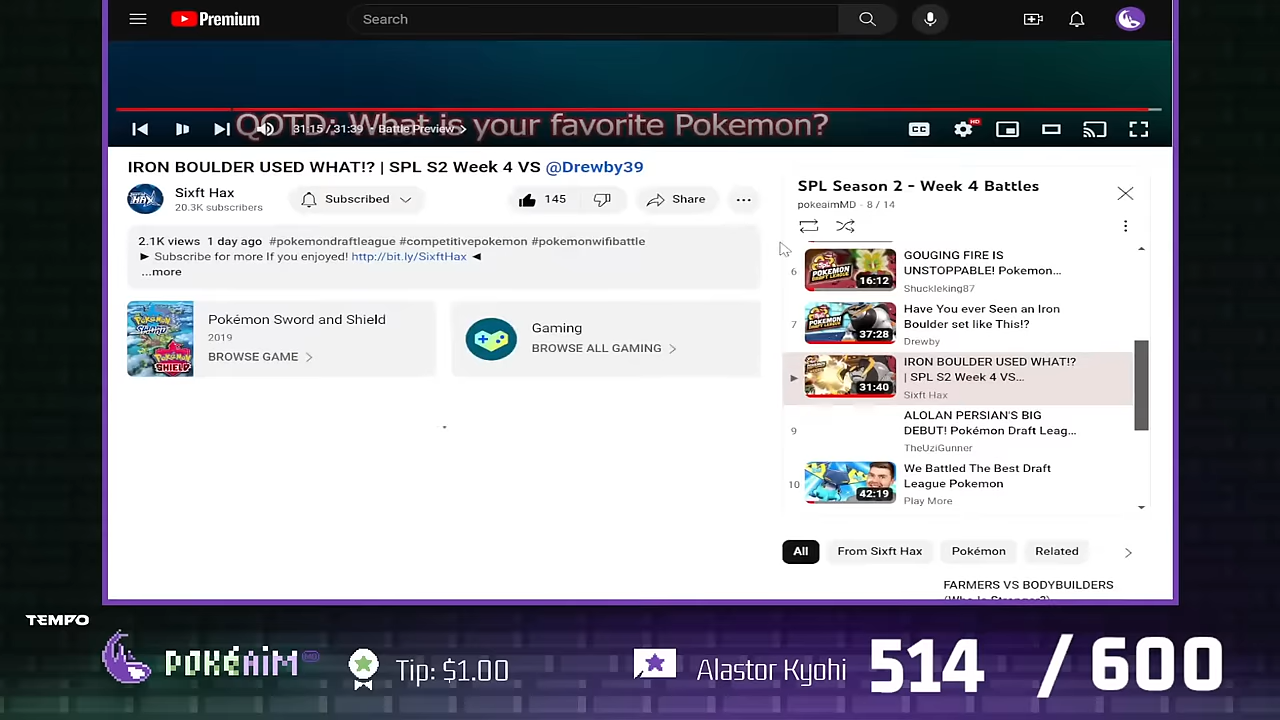 Premium
Search
QOTD: What is your favorite Pokemon?
31:15 / 31:39 • Battle Preview >
CC
HD
IRON BOULDER USED WHAT!? | SPL S2 Week 4 VS @Drewby39
Sixft Hax
20.3K subscribers
Subscribed
145
Share
2.1K views 1 day ago #pokemondraftleague #competitivepokemon #pokemonwifibattle
► Subscribe for more If you enjoyed! http://bit.ly/SixftHax ◄
...more
Pokémon Sword and Shield
2019
BROWSE GAME >
Gaming
BROWSE ALL GAMING >
SPL Season 2 - Week 4 Battles
pokeaimMD - 8 / 14
6
16:12
GOUGING FIRE IS
UNSTOPPABLE! Pokemon...
Shuckleking87
7
37:28
Have You ever Seen an Iron
Boulder set like This!?
Drewby
31:40
IRON BOULDER USED WHAT!?
| SPL S2 Week 4 VS...
Sixft Hax
9
ALOLAN PERSIAN'S BIG
DEBUT! Pokémon Draft Leag...
TheUziGunner
10
42:19
We Battled The Best Draft
League Pokemon
Play More
All
From Sixft Hax
Pokémon
Related
FARMERS VS BODYBUILDERS
TEMPO
POKÉAIM
Tip: $1.00
Alastor Kyohi
514 / 600